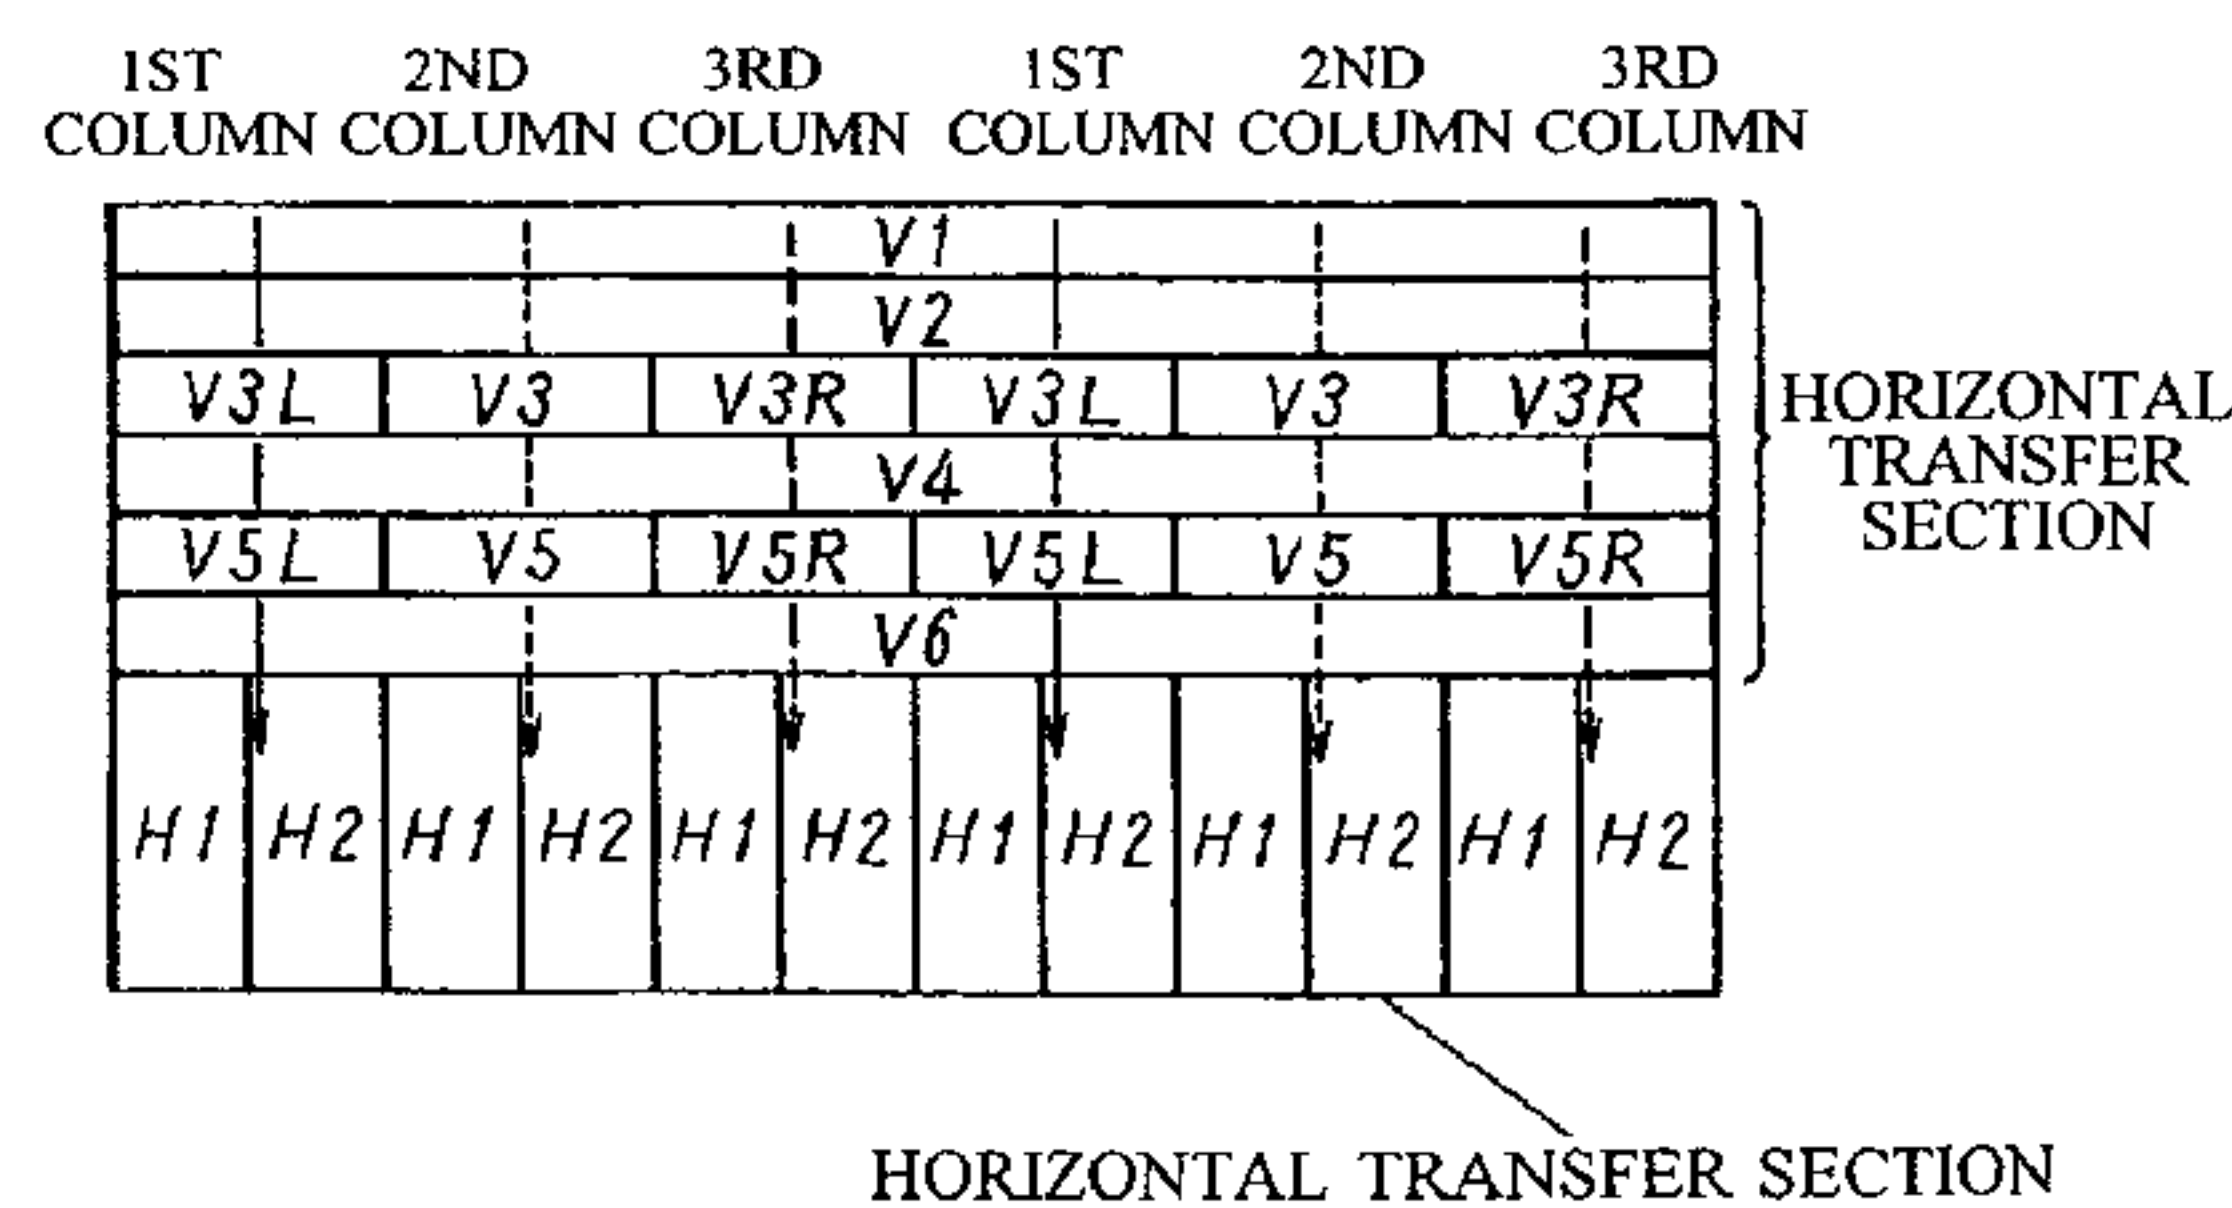 1ST 2ND 3RD 1ST 2ND 3RD
COLUMN COLUMN COLUMN COLUMN COLUMN COLUMN
V1
V2
V3L V3 V3R V3L V3 V3R
V4
V5L V5 V5R V5L V5 V5R
V6
HORIZONTAL
TRANSFER
SECTION
H1 H2 H1 H2 H1 H2 H1 H2 H1 H2 H1 H2
HORIZONTAL TRANSFER SECTION